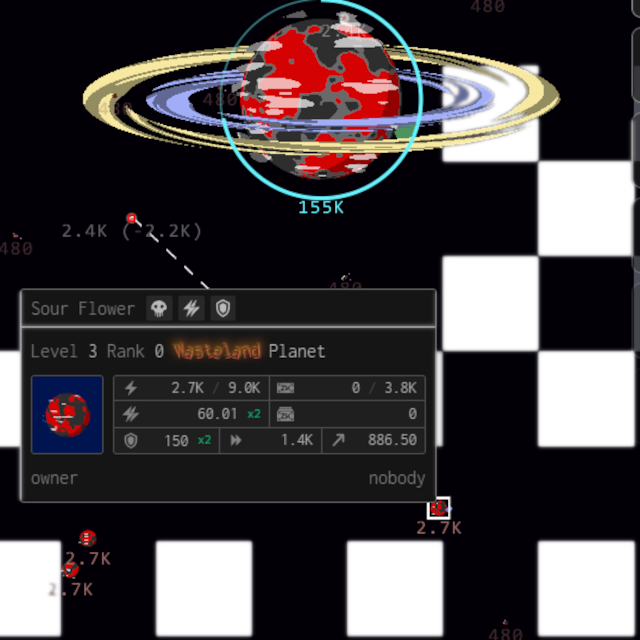 480
480
155K
2.4K (-2.2K)
480
480
Sour Flower
Level 3 Rank 0 Wasteland Planet
2.7K / 9.0K 0 / 3.8K
60.01 x2 0
150 x2 1.4K 886.50
owner nobody
2.7K
2.7K
2.7K
480